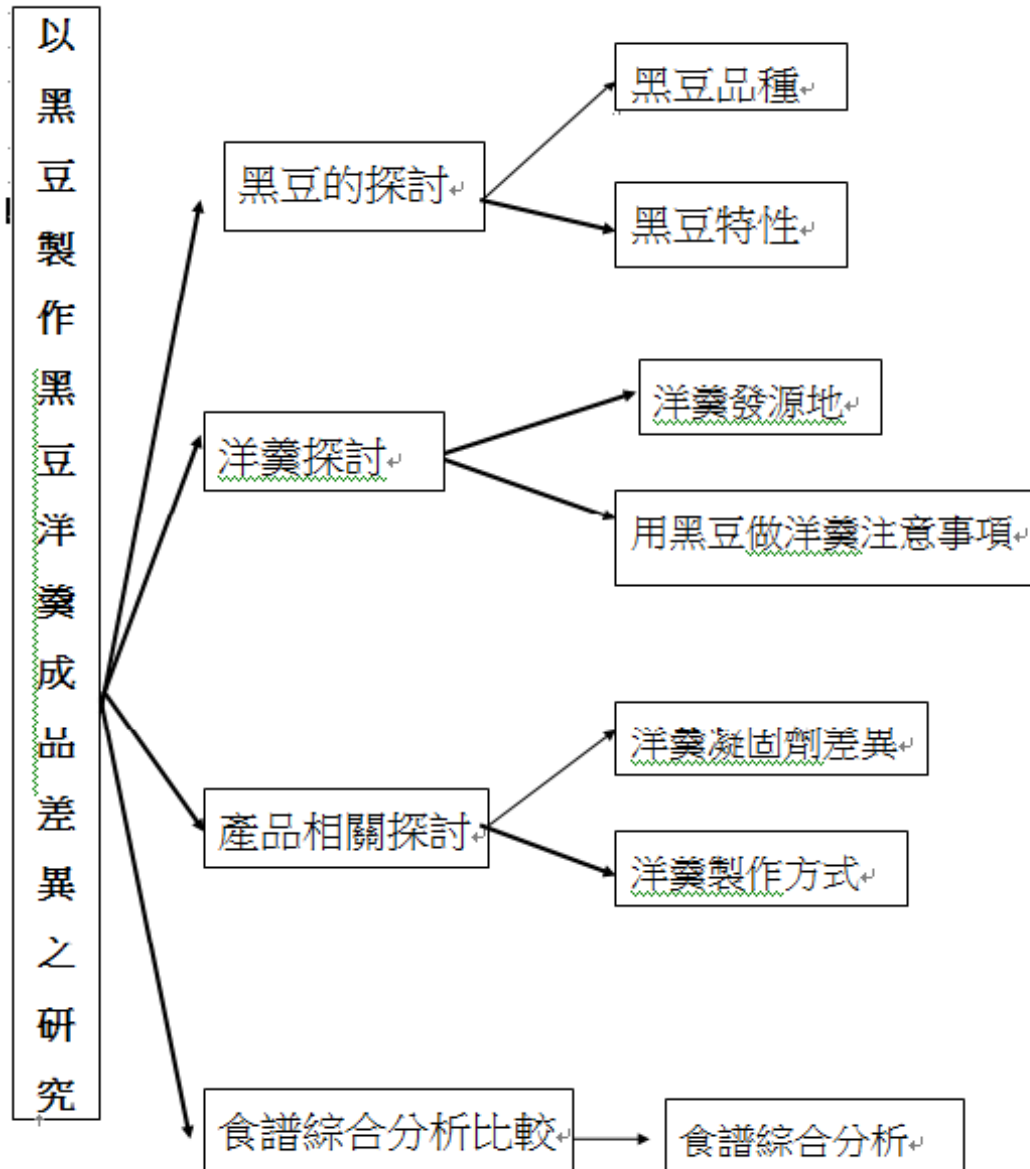 以黑豆製作黑豆洋羹成品差異之研究
黑豆的探討
黑豆品種
黑豆特性
洋羹探討
洋羹發源地
用黑豆做洋羹注意事項
產品相關探討
洋羹凝固劑差異
洋羹製作方式
食譜綜合分析比較
食譜綜合分析